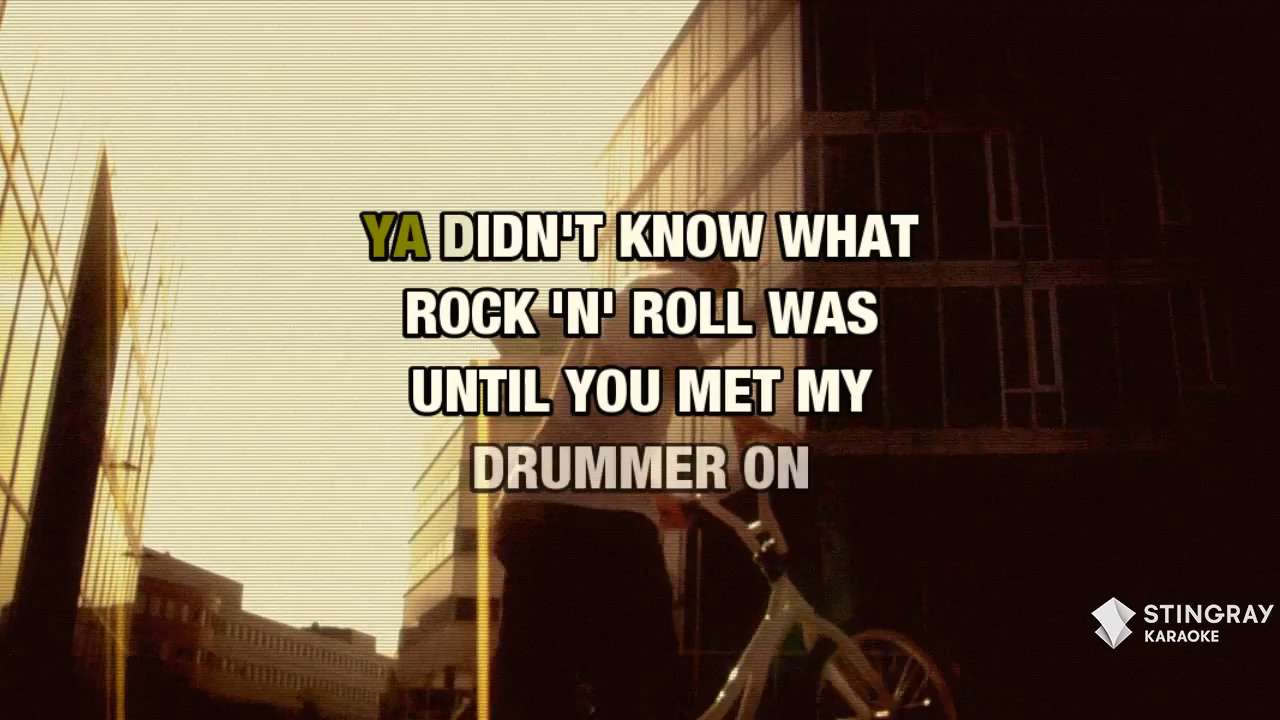 YA DIDN'T KNOW WHAT
ROCK 'N' ROLL WAS
UNTIL YOU MET MY
DRUMMER ON
STINGRAY
KARAOKE